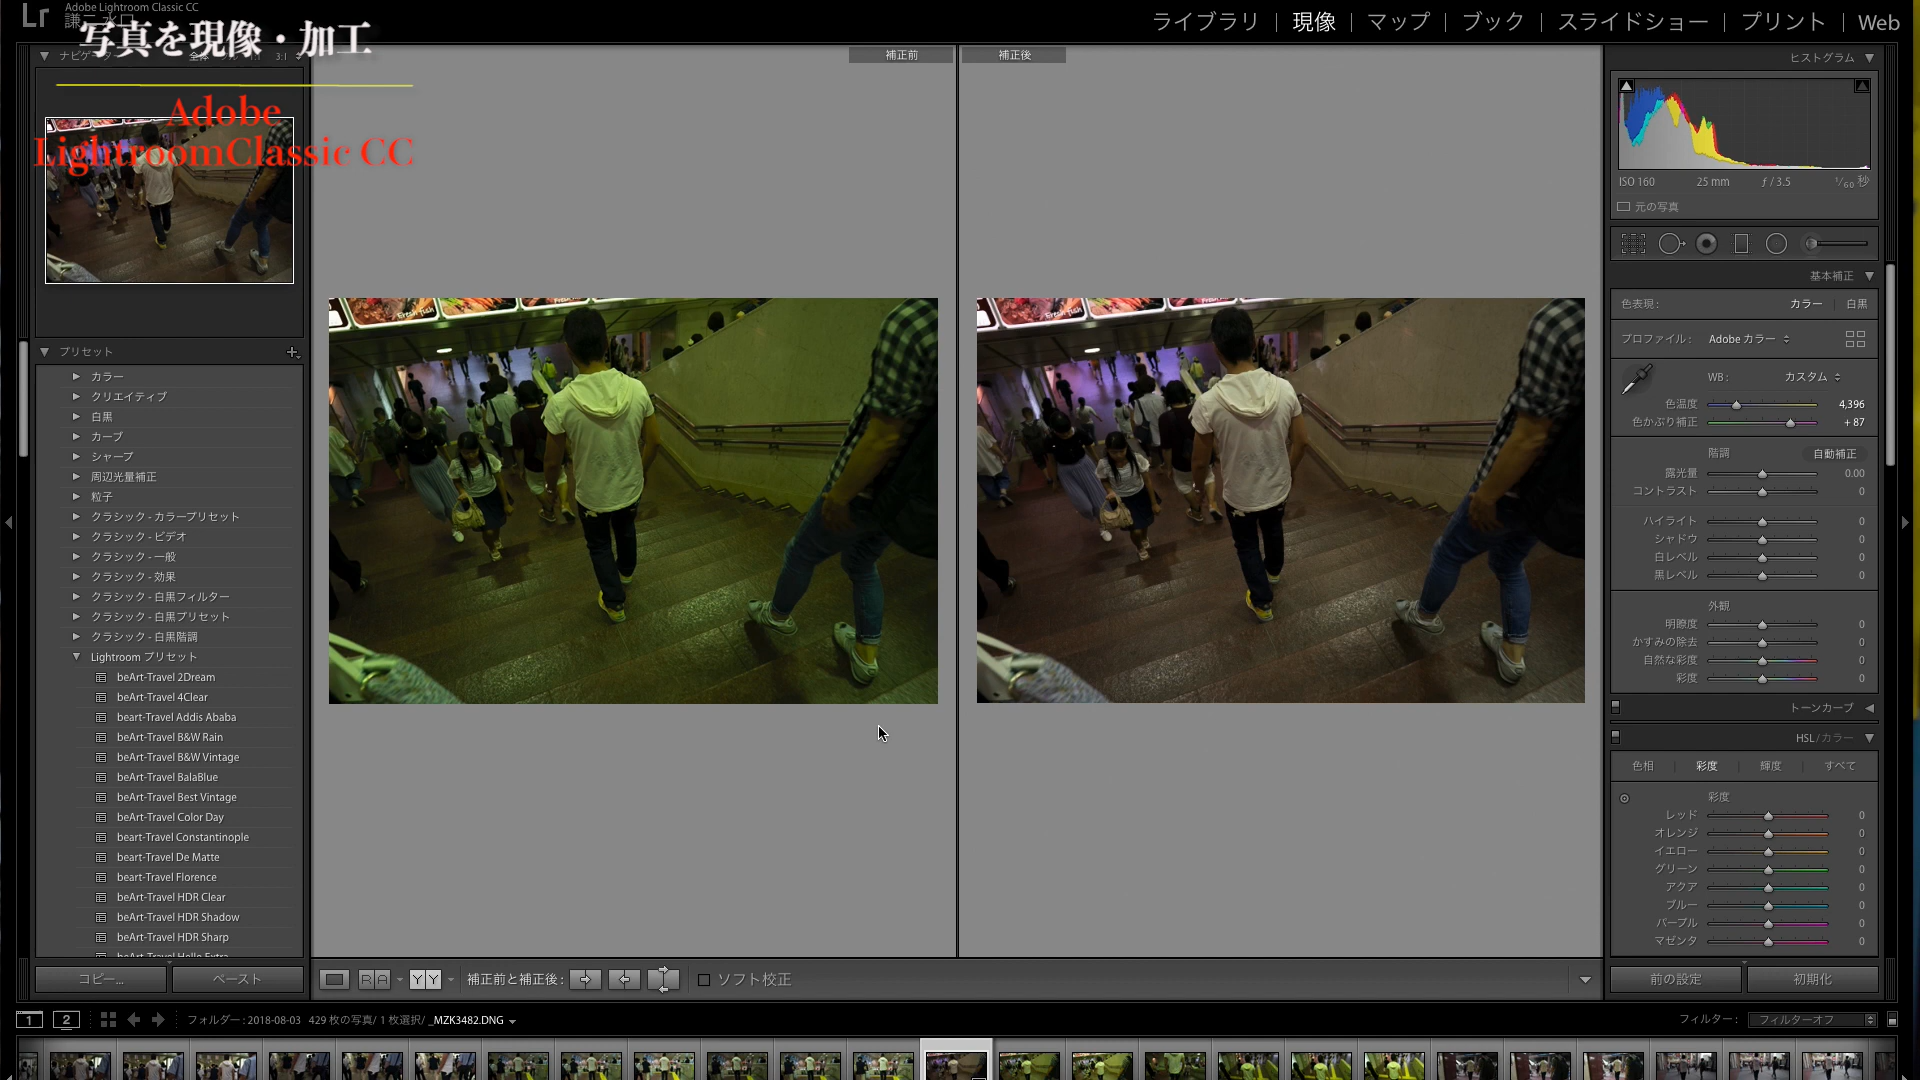 Adobe Lightroom Classic CC
謙二 水口
ライブラリ | 現像 | マップ | ブック | スライドショー | プリント | Web
写真を現像・加工
Adobe
LightroomClassic CC
ナビゲーター 全体 3:1
補正前
補正後
Fresh fish
プリセット
カラー
クリエイティブ
白黒
カーブ
シャープ
周辺光量補正
粒子
クラシック - カラープリセット
クラシック - ビデオ
クラシック - 一般
クラシック - 効果
クラシック - 白黒フィルター
クラシック - 白黒プリセット
クラシック - 白黒階調
Lightroom プリセット
beArt-Travel 2Dream
beArt-Travel 4Clear
beart-Travel Addis Ababa
beArt-Travel B&W Rain
beArt-Travel B&W Vintage
beArt-Travel BalaBlue
beArt-Travel Best Vintage
beArt-Travel Color Day
beart-Travel Constantinople
beart-Travel De Matte
beart-Travel Florence
beArt-Travel HDR Clear
beArt-Travel HDR Shadow
beArt-Travel HDR Sharp
コピー...
ペースト
R A
Y Y
補正前と補正後 :
ソフト校正
ヒストグラム
ISO 160 25 mm ƒ / 3.5 1/60 秒
元の写真
基本補正
色表現 : カラー 白黒
プロファイル : Adobe カラー
WB : カスタム
色温度 4,396
色かぶり補正 + 87
階調 自動補正
露光量 0.00
コントラスト 0
ハイライト 0
シャドウ 0
白レベル 0
黒レベル 0
外観
明瞭度 0
かすみの除去 0
自然な彩度 0
彩度 0
トーンカーブ
HSL / カラー
色相 彩度 輝度 すべて
彩度
レッド 0
オレンジ 0
イエロー 0
グリーン 0
アクア 0
ブルー 0
パープル 0
マゼンタ 0
前の設定
初期化
1 2 フォルダー : 2018-08-03 429 枚の写真/ 1 枚選択/ _MZK3482.DNG
フィルター : フィルターオフ